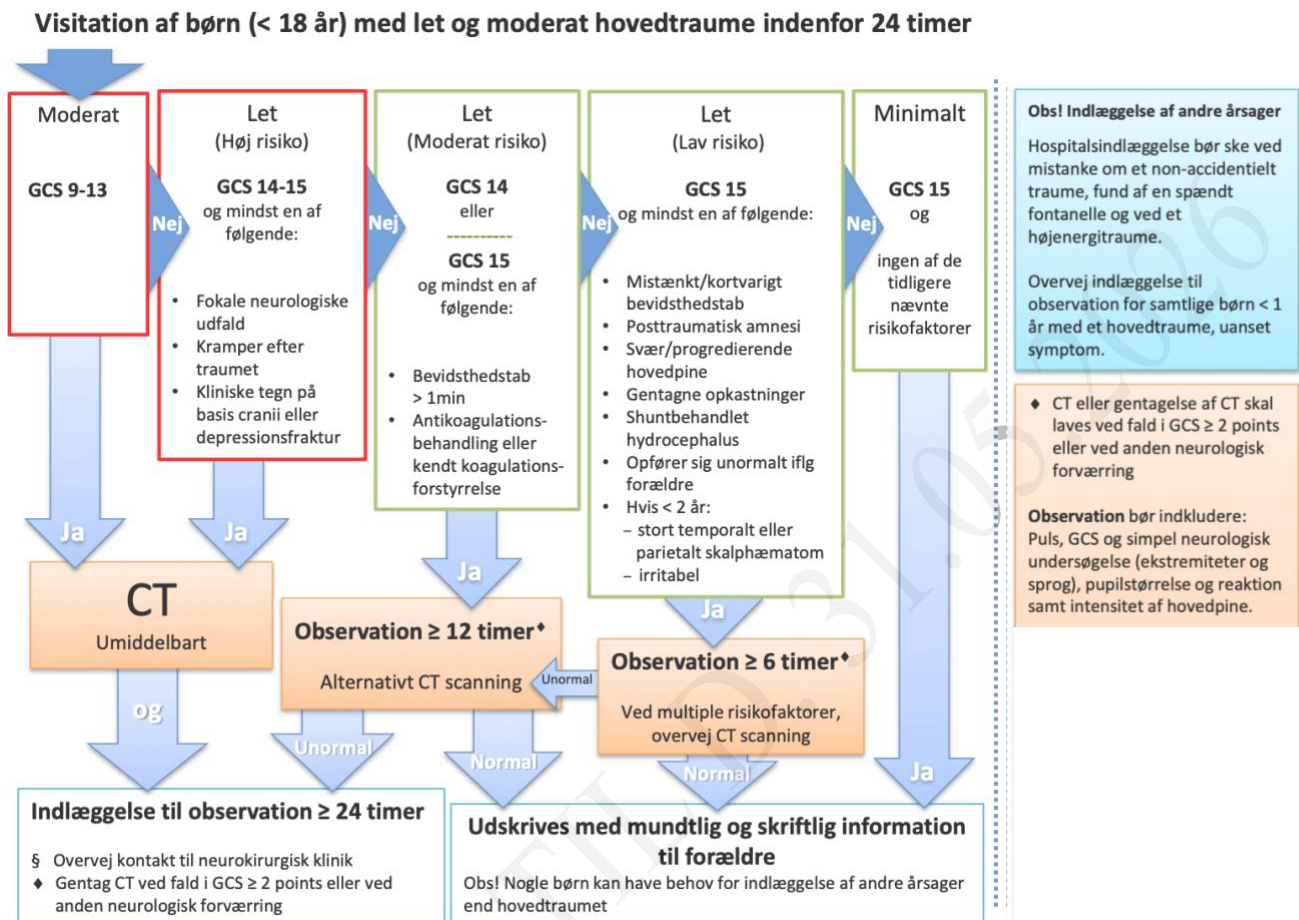 Visitation af børn (< 18 år) med let og moderat hovedtraume indenfor 24 timer
Moderat
GCS 9-13
Nej
Let
(Høj risiko)
GCS 14-15
og mindst en af
følgende:
• Fokale neurologiske
udfald
• Kramper efter
traumet
• Kliniske tegn på
basis cranii eller
depressionsfraktur
Nej
Let
(Moderat risiko)
GCS 14
eller
----------
GCS 15
og mindst en af
følgende:
• Bevidsthedstab
> 1min
• Antikoagulations-
behandling eller
kendt koagulations-
forstyrrelse
Nej
Let
(Lav risiko)
GCS 15
og mindst en af følgende:
• Mistænkt/kortvarigt
bevidsthedstab
• Posttraumatisk amnesi
• Svær/progredierende
hovedpine
• Gentagne opkastninger
• Shuntbehandlet
hydrocephalus
• Opfører sig unormalt iflg
forældre
• Hvis < 2 år:
– stort temporalt eller
parietalt skalphæmatom
– irritabel
Nej
Minimalt
GCS 15
og
ingen af de
tidligere
nævnte
risikofaktorer
Ja
Ja
Ja
Ja
Ja
CT
Umiddelbart
og
Observation ≥ 12 timer♦
Alternativt CT scanning
Unormal
Observation ≥ 6 timer♦
Ved multiple risikofaktorer,
overvej CT scanning
Unormal
Normal
Normal
Indlæggelse til observation ≥ 24 timer
§ Overvej kontakt til neurokirurgisk klinik
♦ Gentag CT ved fald i GCS ≥ 2 points eller ved
anden neurologisk forværring
Udskrives med mundtlig og skriftlig information
til forældre
Obs! Nogle børn kan have behov for indlæggelse af andre årsager
end hovedtraumet
Obs! Indlæggelse af andre årsager
Hospitalsindlæggelse bør ske ved
mistanke om et non-accidentielt
traume, fund af en spændt
fontanelle og ved et
højenergitraume.
Overvej indlæggelse til
observation for samtlige børn < 1
år med et hovedtraume, uanset
symptom.
♦ CT eller gentagelse af CT skal
laves ved fald i GCS ≥ 2 points
eller ved anden neurologisk
forværring
Observation bør indkludere:
Puls, GCS og simpel neurologisk
undersøgelse (ekstremiteter og
sprog), pupilstørrelse og reaktion
samt intensitet af hovedpine.
TIL D. 31.05.2026